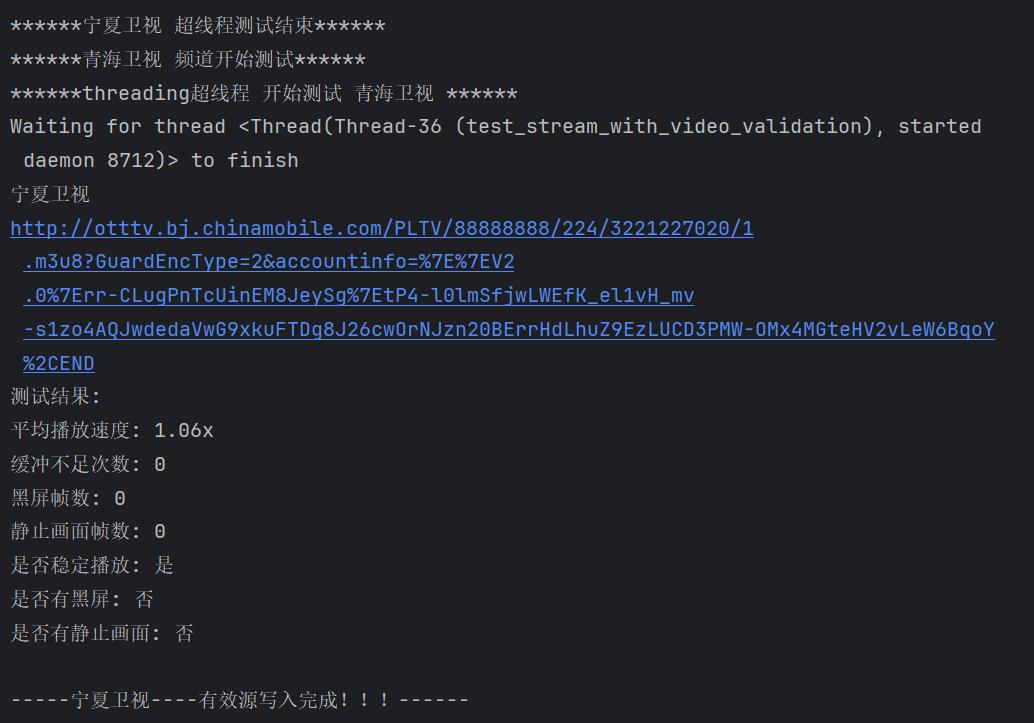 ******宁夏卫视 超线程测试结束******
******青海卫视 频道开始测试******
******threading超线程 开始测试 青海卫视 ******
Waiting for thread <Thread(Thread-36 (test_stream_with_video_validation), started
daemon 8712)> to finish
宁夏卫视
http://otttv.bj.chinamobile.com/PLTV/88888888/224/3221227020/1
.m3u8?GuardEncType=2&accountinfo=%7E%7EV2
.0%7Err-CLugPnTcUinEM8JeySg%7EtP4-l0lmSfjwLWEfK_el1vH_mv
-s1zo4AQJwdedaVwG9xkuFTDg8J26cwOrNJzn20BErrHdLhuZ9EzLUCD3PMW-OMx4MGteHV2vLeW6BqoY
%2CEND
测试结果:
平均播放速度: 1.06x
缓冲不足次数: 0
黑屏帧数: 0
静止画面帧数: 0
是否稳定播放: 是
是否有黑屏: 否
是否有静止画面: 否
-----宁夏卫视----有效源写入完成！！！------